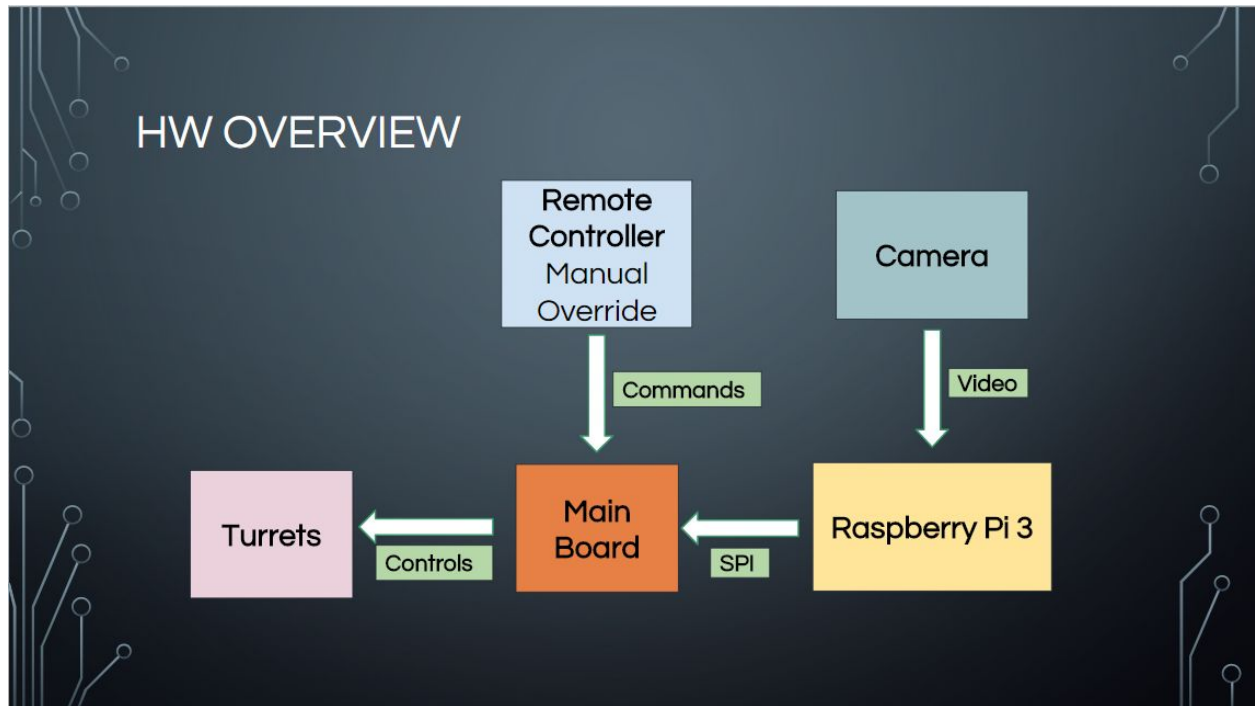 HW OVERVIEW
Remote
Controller
Manual
Override
Camera
Commands
Video
Turrets
Controls
Main
Board
SPI
Raspberry Pi 3